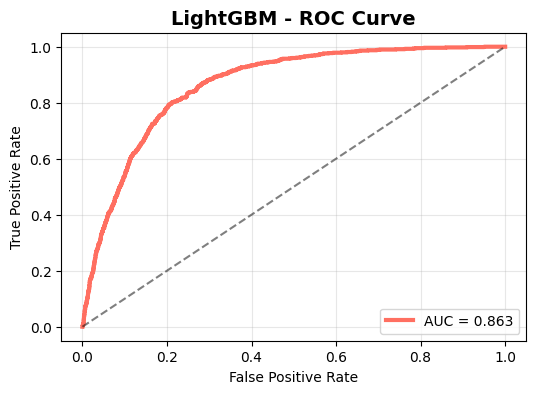 LightGBM - ROC Curve
1.0
0.8
0.6
0.4
0.2
0.0
True Positive Rate
AUC = 0.863
0.0 0.2 0.4 0.6 0.8 1.0
False Positive Rate